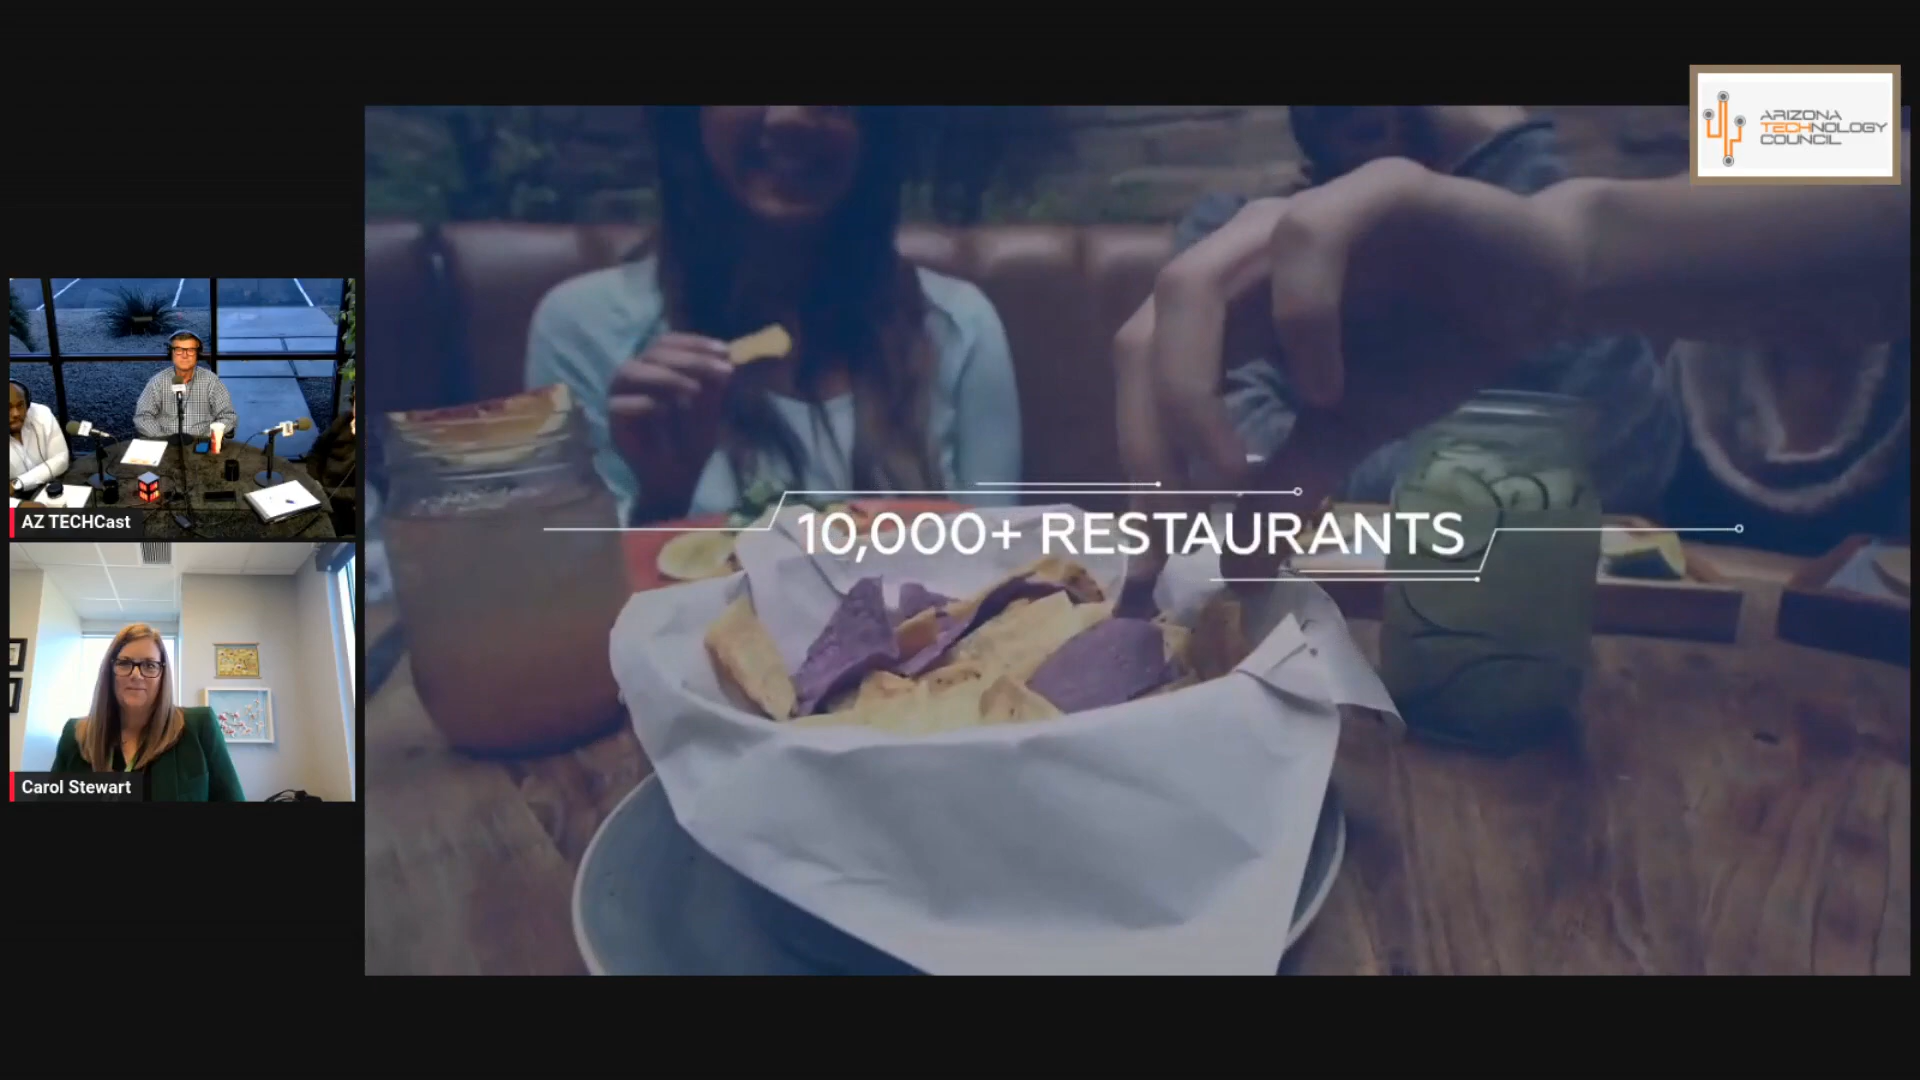 ARIZONA
TECHNOLOGY
COUNCIL
10,000+ RESTAURANTS
AZ TECHCast
Carol Stewart